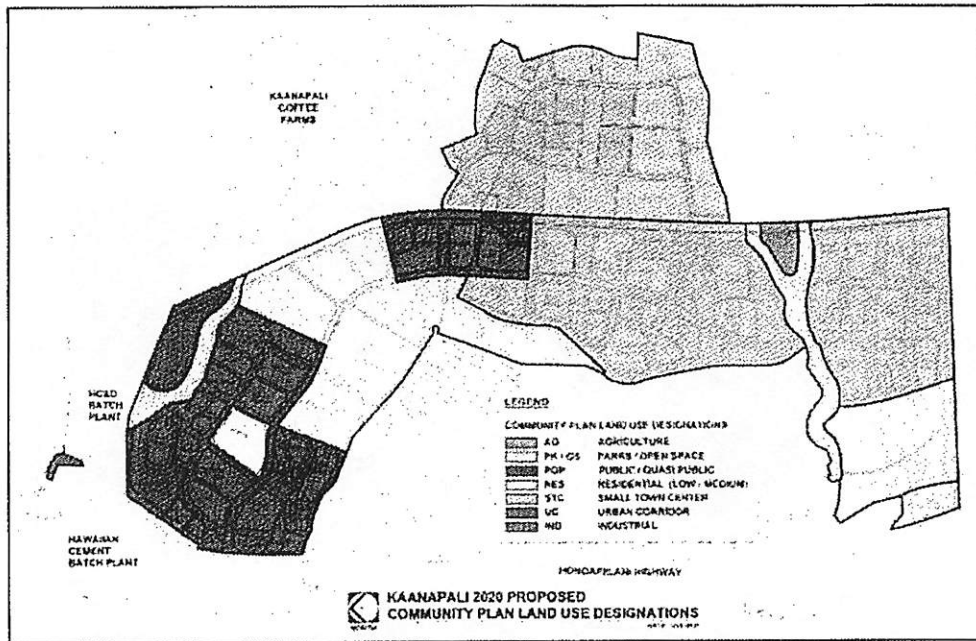 KAANAPALI
COFFEE
FARMS
HC&D
BATCH
PLANT
HAWAIIAN
CEMENT
BATCH PLANT
LEGEND
COMMUNITY PLAN LAND USE DESIGNATIONS
AG AGRICULTURE
PK / OS PARKS / OPEN SPACE
PQP PUBLIC / QUASI PUBLIC
RES RESIDENTIAL (LOW / MEDIUM)
STC SMALL TOWN CENTER
UC URBAN CORRIDOR
IND INDUSTRIAL
HONOAPIILANI HIGHWAY
KAANAPALI 2020 PROPOSED
COMMUNITY PLAN LAND USE DESIGNATIONS
NORTH